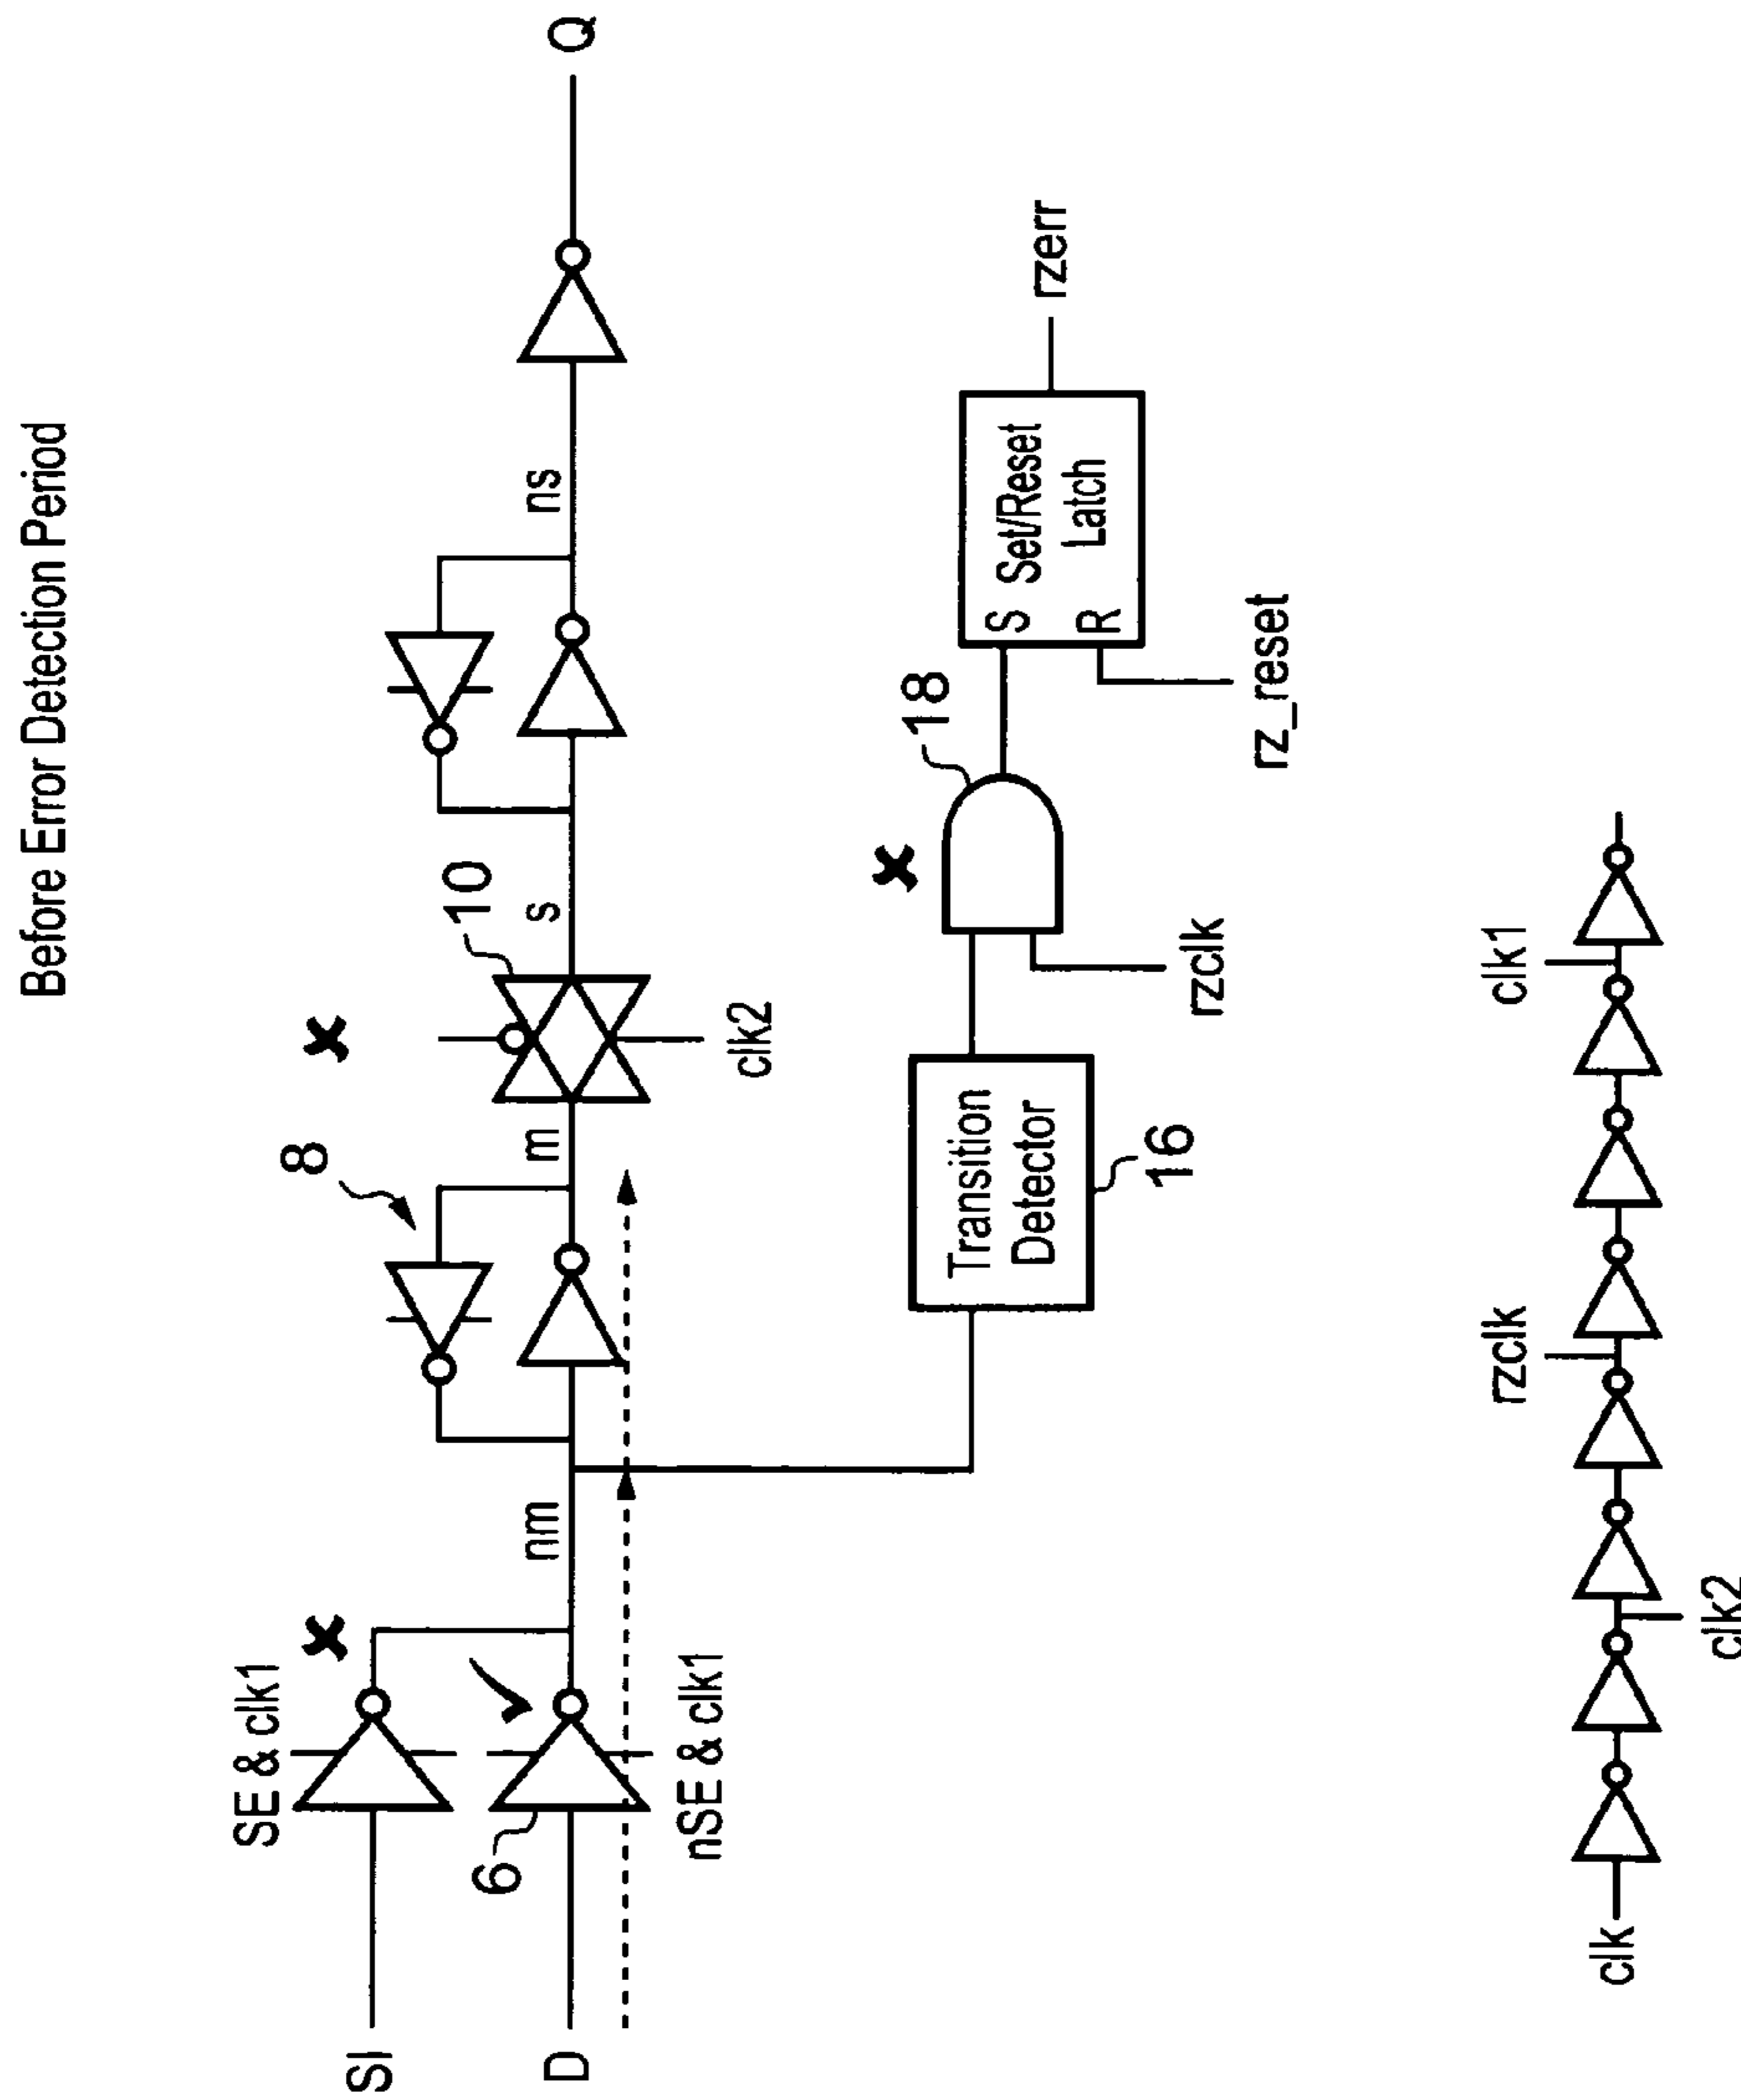 Before Error Detection Period
SE & clk1
SI
D
6
nSE & clk1
nm
8
m
10
s
clk2
ns
Q
Transition
Detector
16
18
rzclk
S
R
Set/Reset
Latch
rz_reset
rzerr
clk
clk2
rzclk
clk1